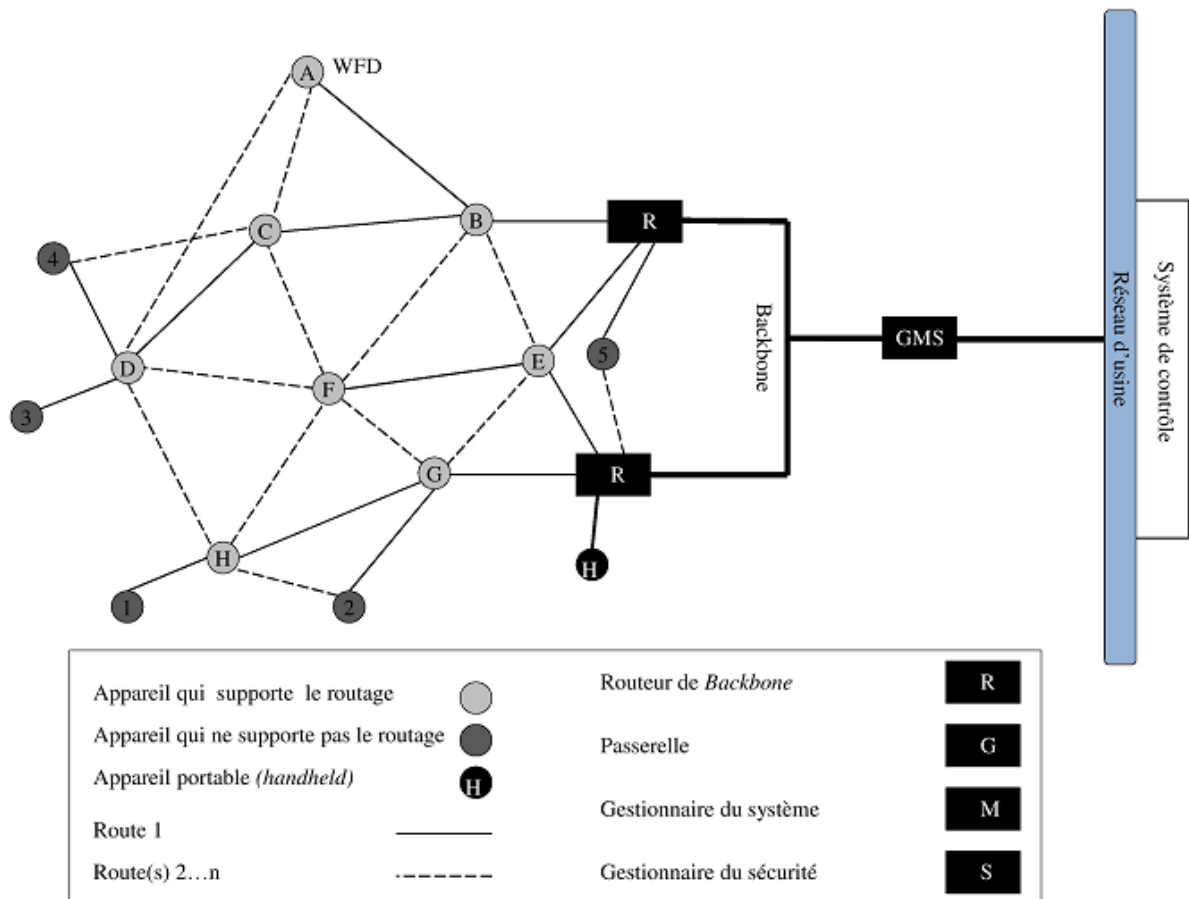 A WFD
B
R
C
4
Réseau d'usine
Système de contrôle
Backbone
GMS
5
D
E
F
3
G
R
H
H
1
2
Appareil qui supporte le routage
Appareil qui ne supporte pas le routage
Appareil portable (handheld)
H
Route 1
Route(s) 2…n
Routeur de Backbone
R
Passerelle
G
Gestionnaire du système
M
Gestionnaire du sécurité
S